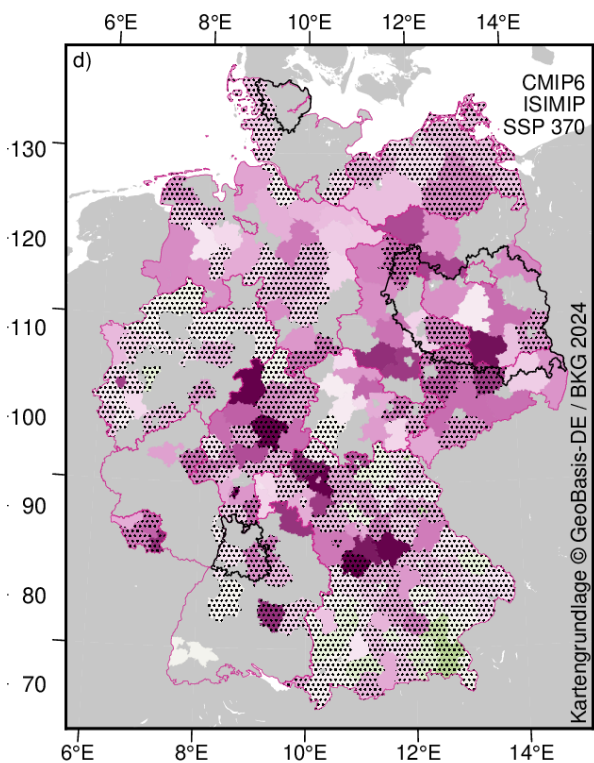 6°E 8°E 10°E 12°E 14°E
d)
CMIP6
ISIMIP
SSP 370
·130
·120
·110
·100
· 90
· 80
· 70
Kartengrundlage © GeoBasis-DE / BKG 2024
6°E 8°E 10°E 12°E 14°E